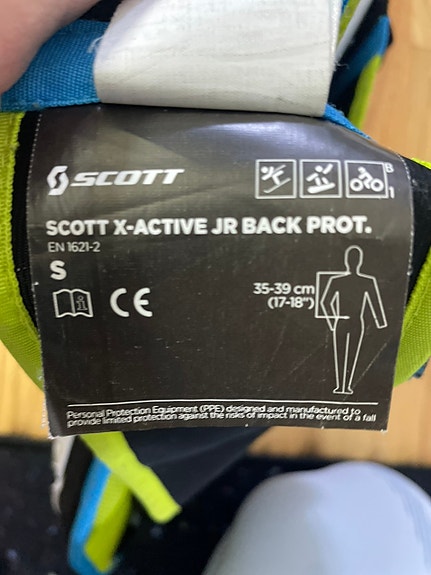 SCOTT
B
1
SCOTT X-ACTIVE JR BACK PROT.
EN 1621-2
S
35-39 cm
(17-18")
CE
Personal Protection Equipment (PPE) designed and manufactured to
provide limited protection against the risks of impact in the event of a fall